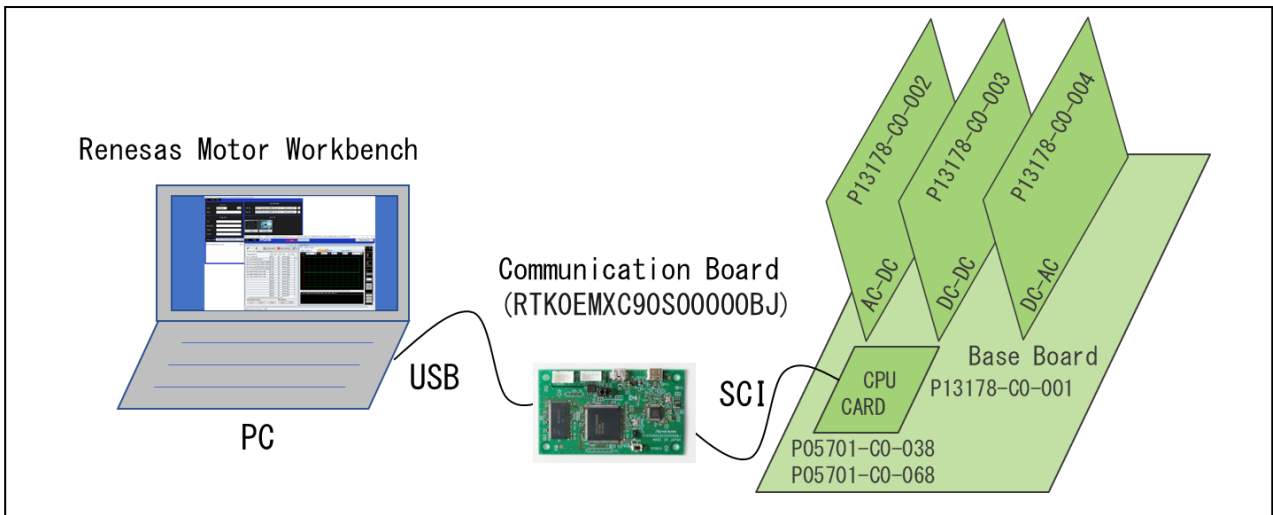 Renesas Motor Workbench
PC
USB
Communication Board
(RTK0EMXC90S00000BJ)
SCI
P13178-C0-002
AC-DC
P13178-C0-003
DC-DC
P13178-C0-004
DC-AC
Base Board
P13178-C0-001
CPU
CARD
P05701-C0-038
P05701-C0-068